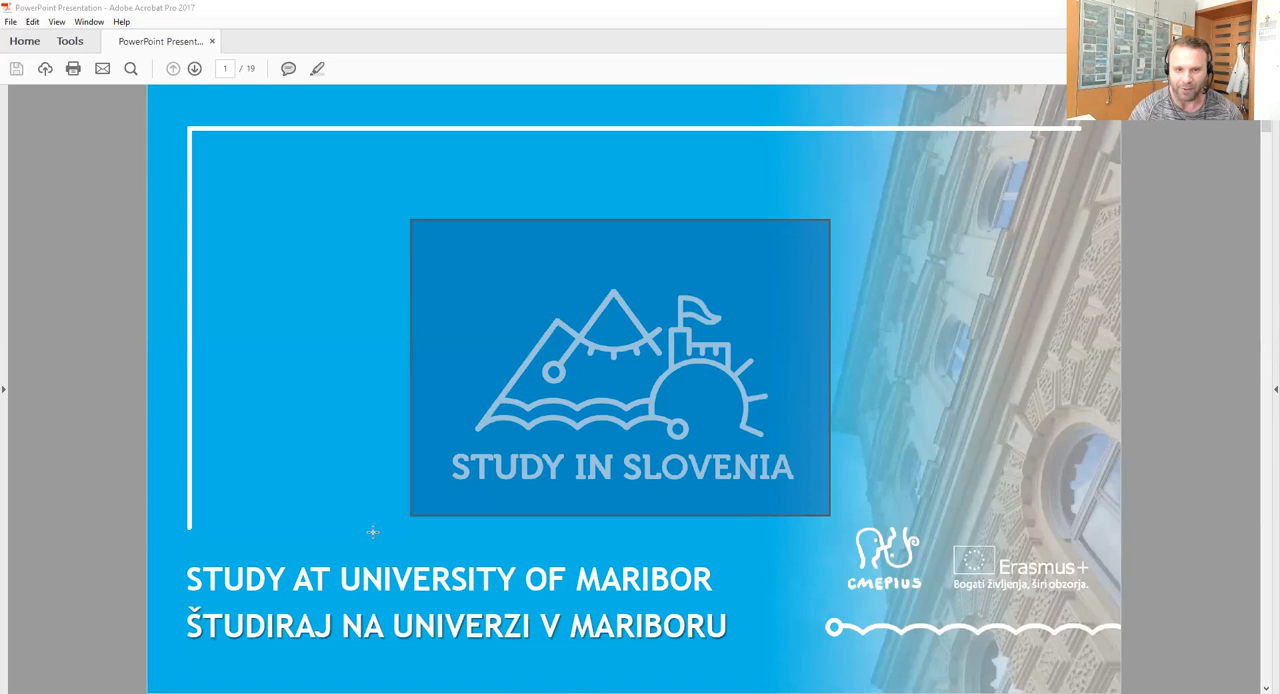 PowerPoint Presentation - Adobe Acrobat Pro 2017
File Edit View Window Help
Home Tools PowerPoint Present... ×
1 / 19
STUDY IN SLOVENIA
CMEPIUS
Erasmus+
Bogati življenja, širi obzorja.
STUDY AT UNIVERSITY OF MARIBOR
ŠTUDIRAJ NA UNIVERZI V MARIBORU